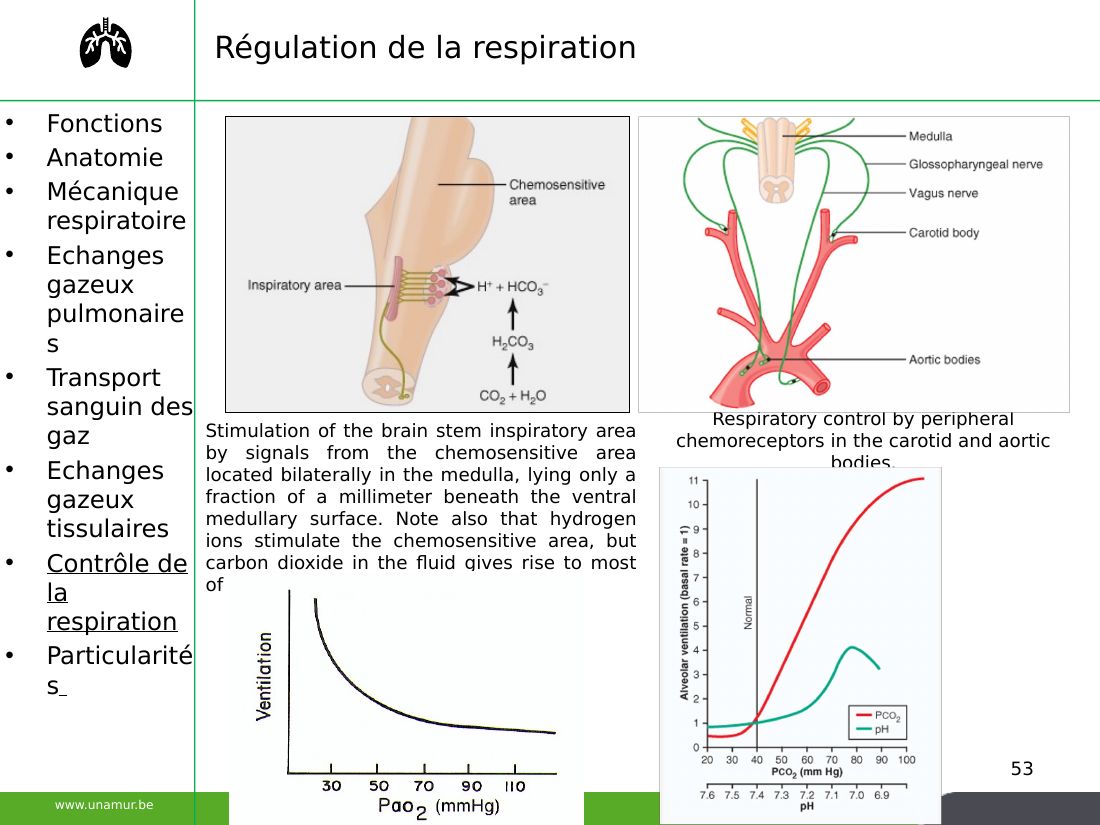 Régulation de la respiration
• Fonctions
• Anatomie
• Mécanique
respiratoire
• Echanges
gazeux
pulmonaire
s
• Transport
sanguin des
gaz
• Echanges
gazeux
tissulaires
• Contrôle de
la
respiration
• Particularité
s
Chemosensitive
area
Inspiratory area
H⁺ + HCO₃⁻
H₂CO₃
CO₂ + H₂O
Medulla
Glossopharyngeal nerve
Vagus nerve
Carotid body
Aortic bodies
Stimulation of the brain stem inspiratory area
by signals from the chemosensitive area
located bilaterally in the medulla, lying only a
fraction of a millimeter beneath the ventral
medullary surface. Note also that hydrogen
ions stimulate the chemosensitive area, but
carbon dioxide in the fluid gives rise to most
of
Respiratory control by peripheral
chemoreceptors in the carotid and aortic
bodies.
Ventilation
30 50 70 90 110
Pao₂ (mmHg)
Alveolar ventilation (basal rate = 1)
11
10
9
8
7
6
5
4
3
2
1
0
Normal
PCO₂
pH
20 30 40 50 60 70 80 90 100
PCO₂ (mm Hg)
7.6 7.5 7.4 7.3 7.2 7.1 7.0 6.9
pH
53
www.unamur.be